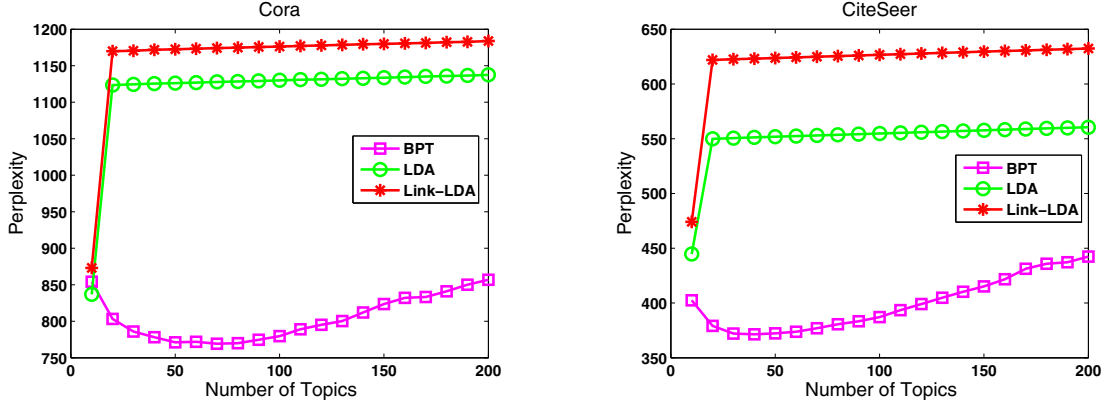 Cora
1200
1150
1100
1050
1000
950
900
850
800
750
0
50
100
150
200
Perplexity
Number of Topics
BPT
LDA
Link-LDA
CiteSeer
650
600
550
500
450
400
350
0
50
100
150
200
Perplexity
Number of Topics
BPT
LDA
Link-LDA